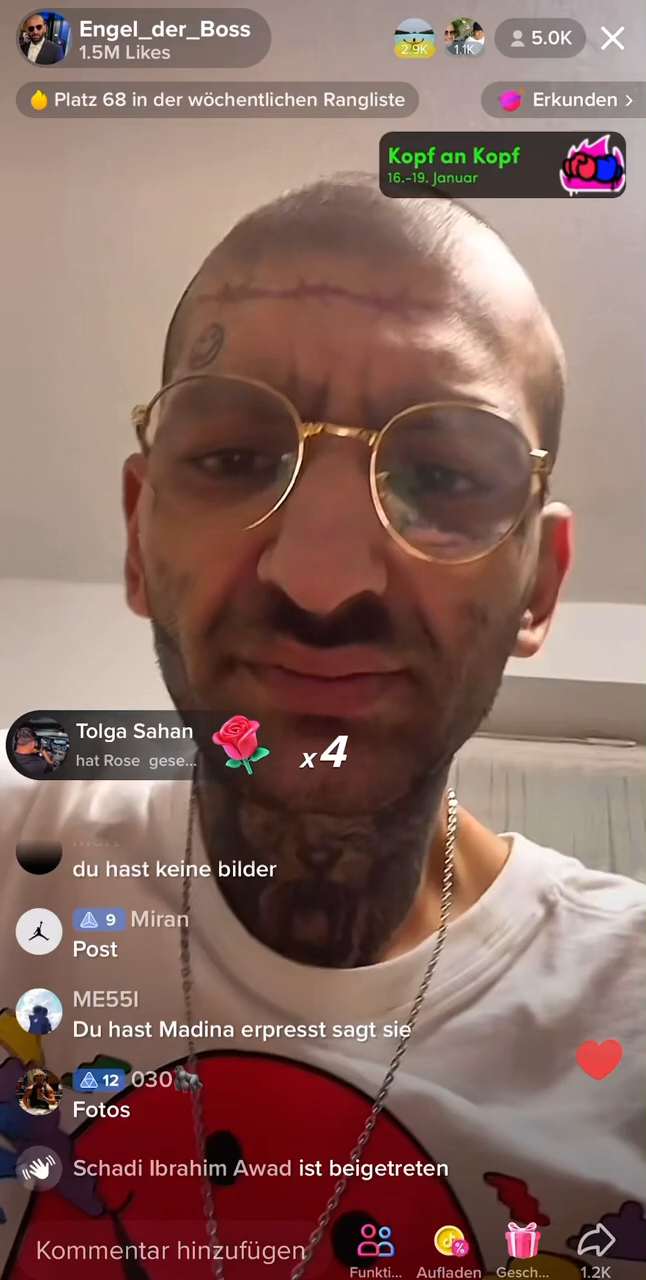 Engel_der_Boss
1.5M Likes
2.9K
1.1K
5.0K
Platz 68 in der wöchentlichen Rangliste
Erkunden >
Kopf an Kopf
16.-19. Januar
Tolga Sahan
hat Rose gese...
x4
du hast keine bilder
9 Miran
Post
ME55I
Du hast Madina erpresst sagt sie
12 030
Fotos
Schadi Ibrahim Awad ist beigetreten
Kommentar hinzufügen
Funkti...
Aufladen
Gesch...
1.2K